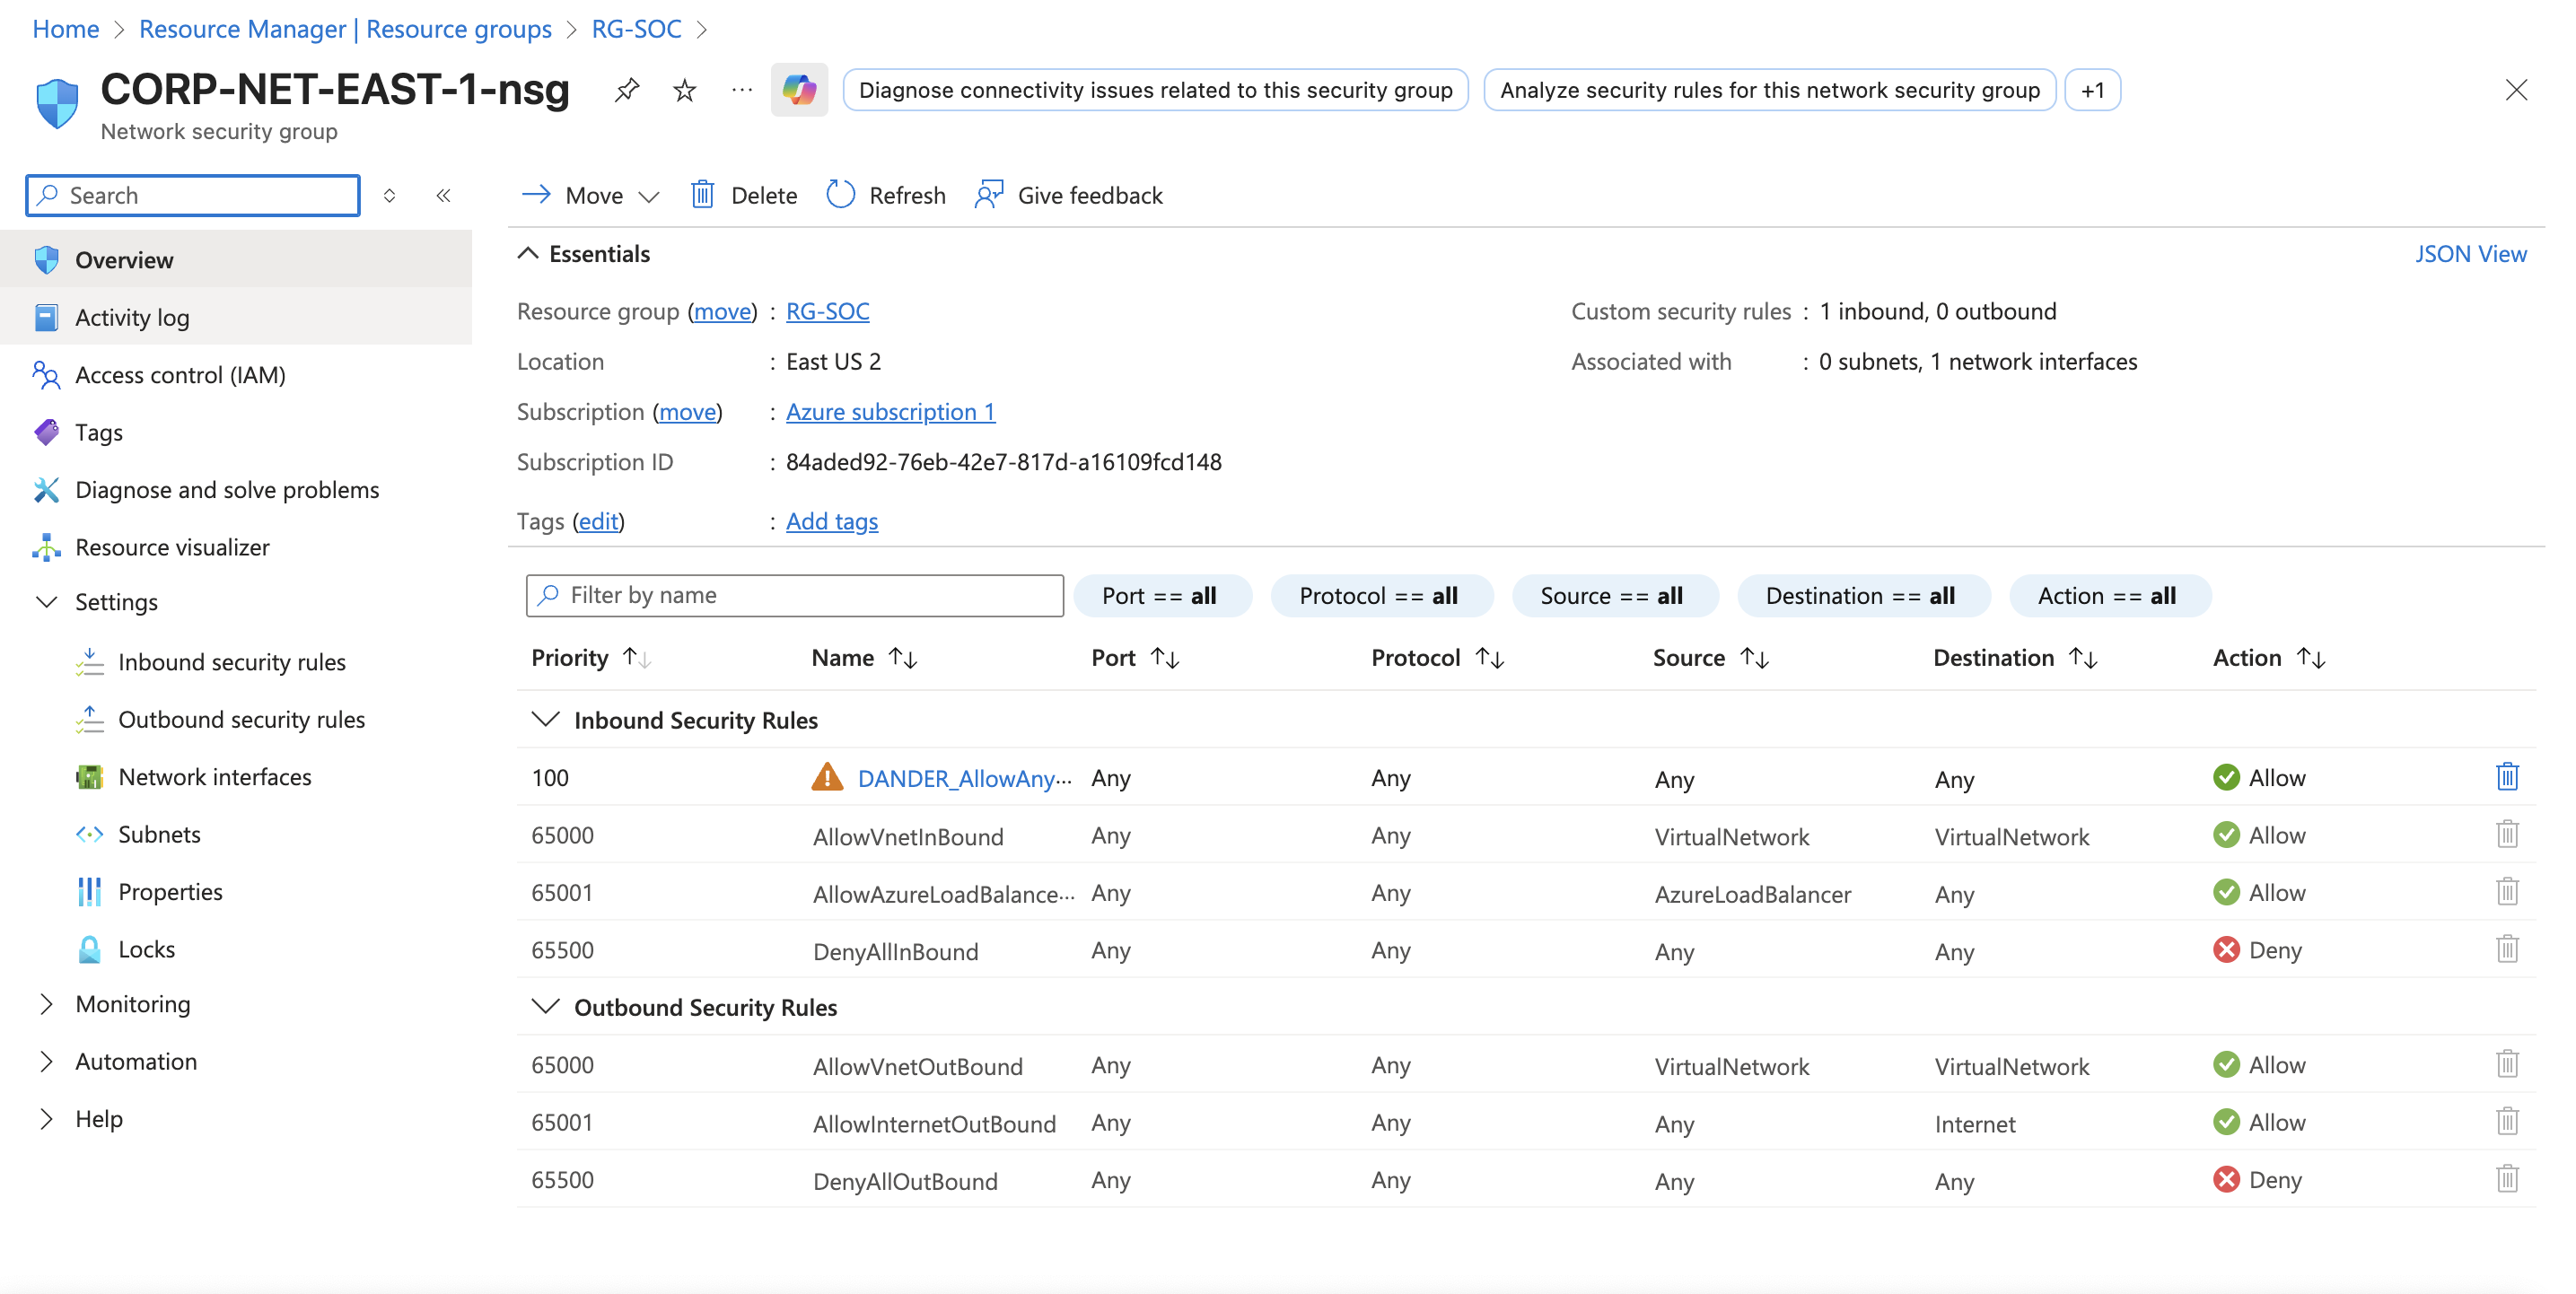 Home > Resource Manager | Resource groups > RG-SOC >
CORP-NET-EAST-1-nsg ··· Diagnose connectivity issues related to this security group Analyze security rules for this network security group +1
Network security group
Search
Overview
Activity log
Access control (IAM)
Tags
Diagnose and solve problems
Resource visualizer
Settings
Inbound security rules
Outbound security rules
Network interfaces
Subnets
Properties
Locks
Monitoring
Automation
Help
Move Delete Refresh Give feedback
Essentials JSON View
Resource group (move) : RG-SOC
Location : East US 2
Subscription (move) : Azure subscription 1
Subscription ID : 84aded92-76eb-42e7-817d-a16109fcd148
Tags (edit) : Add tags
Custom security rules : 1 inbound, 0 outbound
Associated with : 0 subnets, 1 network interfaces
Filter by name Port == all Protocol == all Source == all Destination == all Action == all
Priority Name Port Protocol Source Destination Action
Inbound Security Rules
100 DANDER_AllowAny··· Any Any Any Any Allow
65000 AllowVnetInBound Any Any VirtualNetwork VirtualNetwork Allow
65001 AllowAzureLoadBalance··· Any Any AzureLoadBalancer Any Allow
65500 DenyAllInBound Any Any Any Any Deny
Outbound Security Rules
65000 AllowVnetOutBound Any Any VirtualNetwork VirtualNetwork Allow
65001 AllowInternetOutBound Any Any Any Internet Allow
65500 DenyAllOutBound Any Any Any Any Deny